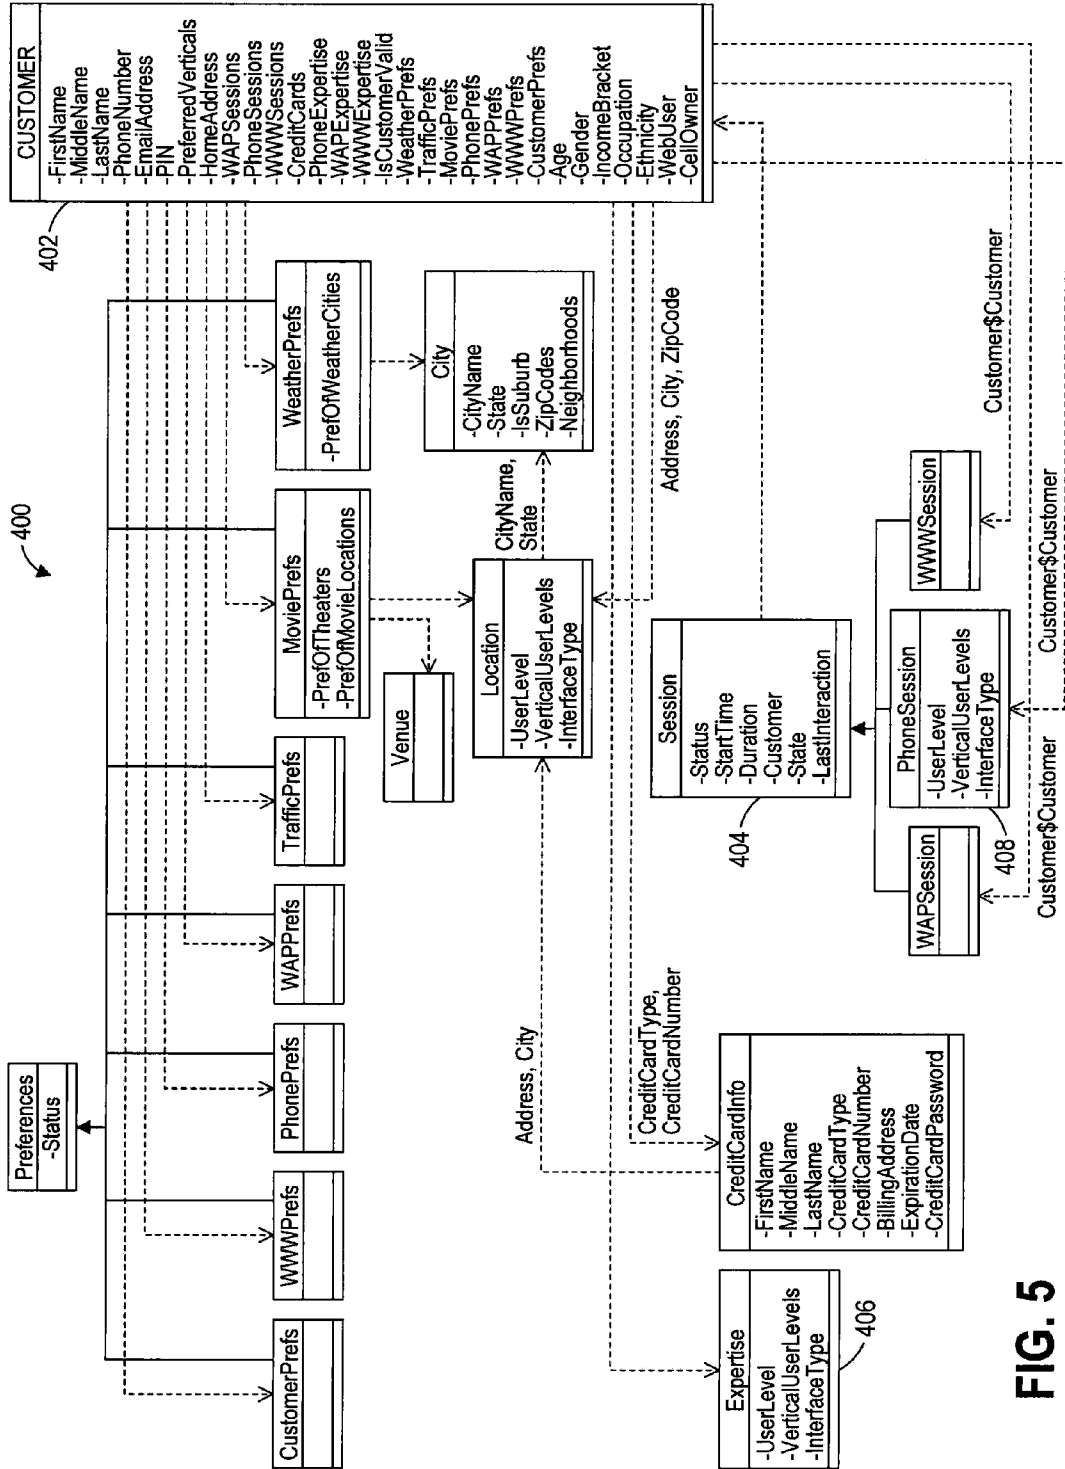 400
Preferences
-Status
CustomerPrefs
WWWPrefs
PhonePrefs
WAPPrefs
TrafficPrefs
MoviePrefs
-PrefOfTheaters
-PrefOfMovieLocations
WeatherPrefs
-PrefOfWeatherCities
402
CUSTOMER
-FirstName
-MiddleName
-LastName
-PhoneNumber
-EmailAddress
-PIN
-PreferredVerticals
-HomeAddress
-WAPSessions
-PhoneSessions
-WWWSessions
-CreditCards
-PhoneExpertise
-WAPExpertise
-WWWExpertise
-IsCustomerValid
-WeatherPrefs
-TrafficPrefs
-MoviePrefs
-PhonePrefs
-WAPPrefs
-WWWPrefs
-CustomerPrefs
-Age
-Gender
-IncomeBracket
-Occupation
-Ethnicity
-WebUser
-CellOwner
Venue
City
-CityName
-State
-IsSuburb
-ZipCodes
-Neighborhoods
CityName,
State
Location
-UserLevel
-VerticalUserLevels
-InterfaceType
Address, City
Address, City, ZipCode
CreditCardType,
CreditCardNumber
Expertise
-UserLevel
-VerticalUserLevels
-InterfaceType
406
CreditCardInfo
-FirstName
-MiddleName
-LastName
-CreditCardType
-CreditCardNumber
-BillingAddress
-ExpirationDate
-CreditCardPassword
Session
-Status
-StartTime
-Duration
-Customer
-State
-LastInteraction
404
WAPSession
PhoneSession
-UserLevel
-VerticalUserLevels
-InterfaceType
408
WWWSession
Customer$Customer
Customer$Customer
Customer$Customer
FIG. 5